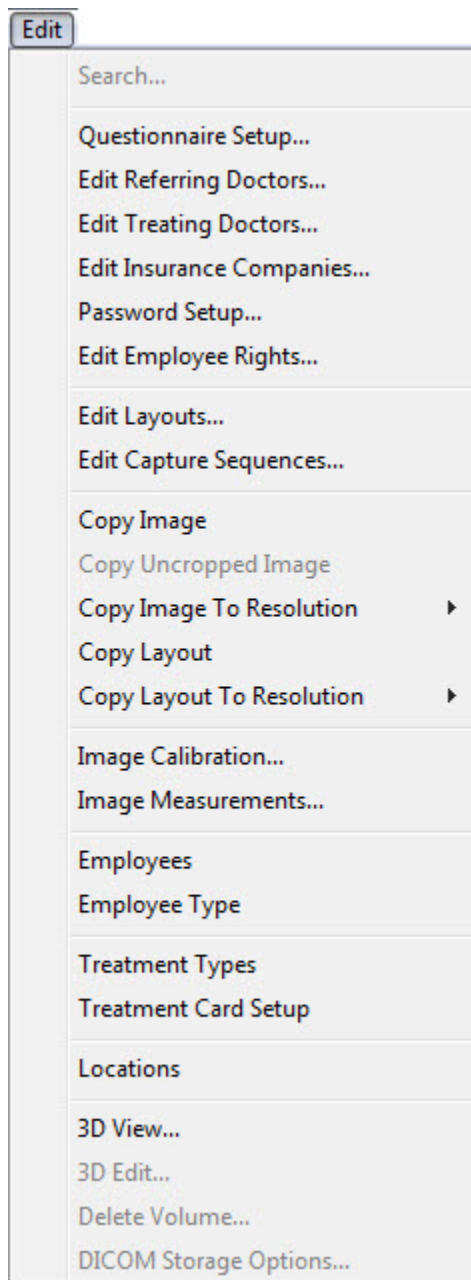 Edit
Search...
Questionnaire Setup...
Edit Referring Doctors...
Edit Treating Doctors...
Edit Insurance Companies...
Password Setup...
Edit Employee Rights...
Edit Layouts...
Edit Capture Sequences...
Copy Image
Copy Uncropped Image
Copy Image To Resolution
Copy Layout
Copy Layout To Resolution
Image Calibration...
Image Measurements...
Employees
Employee Type
Treatment Types
Treatment Card Setup
Locations
3D View...
3D Edit...
Delete Volume...
DICOM Storage Options...